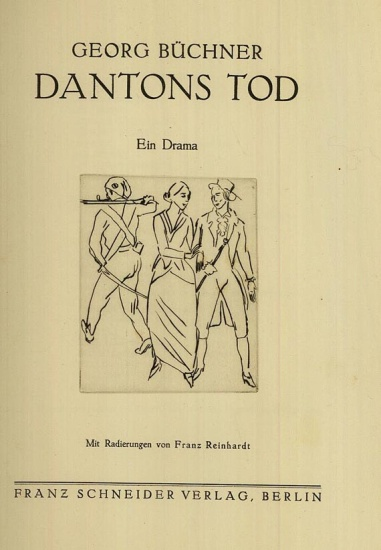 GEORG BÜCHNER
DANTONS TOD
Ein Drama
Mit Radierungen von Franz Reinhardt
FRANZ SCHNEIDER VERLAG, BERLIN